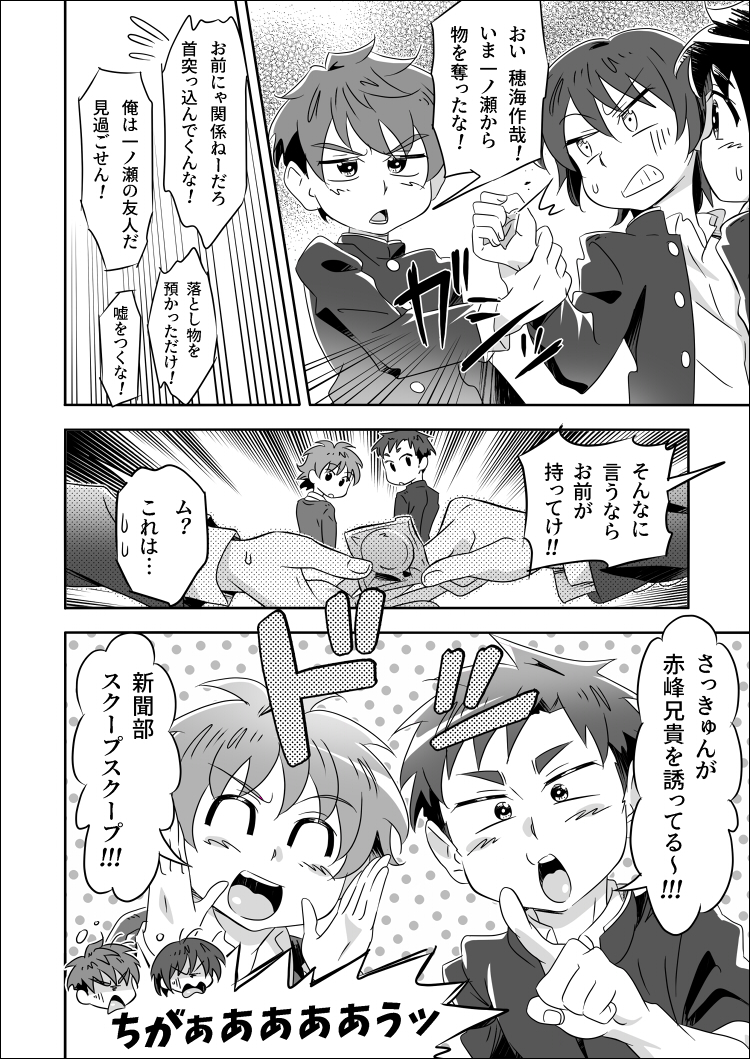 おい 穂海作哉！
いま一ノ瀬から
物を奪ったな！
ガッ
お前にゃ関係ねーだろ
首突っ込んでくんな！
俺は一ノ瀬の友人だ
見過ごせん！
落とし物を
預かっただけ！
嘘をつくな！
そんなに
言うなら
お前が
持ってけ!!
ム？
これは…
さっきゅんが
赤峰兄貴を誘ってる〜!!!
ドドン
新聞部
スクープスクープ!!!
ちがぁああああぁうッ